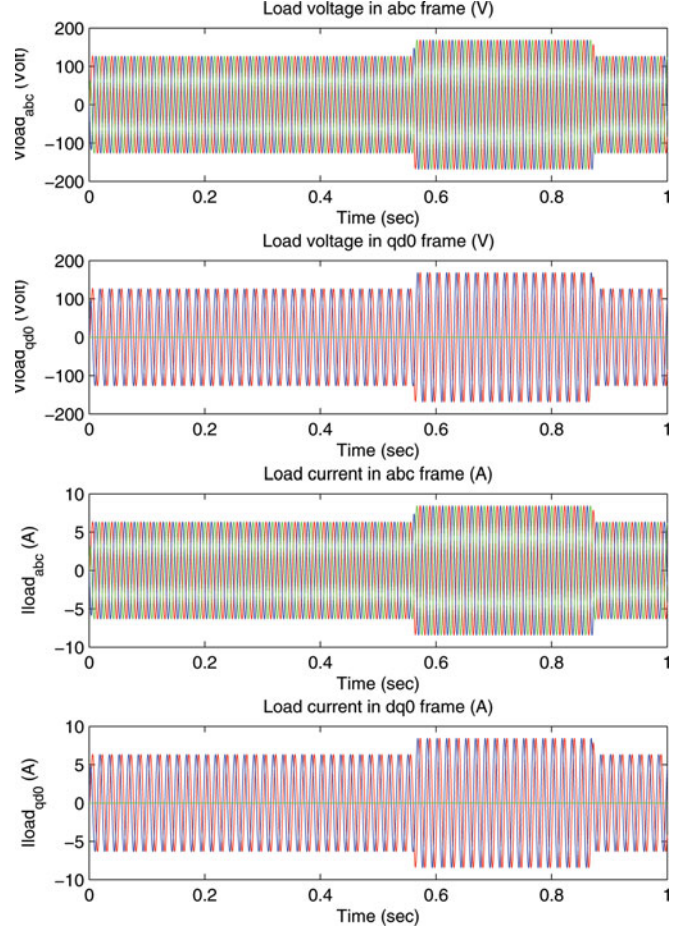 Load voltage in abc frame (V)
200
100
0
−100
−200
Vload_abc (Volt)
0 0.2 0.4 0.6 0.8 1
Time (sec)
Load voltage in qd0 frame (V)
200
100
0
−100
−200
Vload_qd0 (Volt)
0 0.2 0.4 0.6 0.8 1
Time (sec)
Load current in abc frame (A)
10
5
0
−5
−10
Iload_abc (A)
0 0.2 0.4 0.6 0.8 1
Time (sec)
Load current in dq0 frame (A)
10
5
0
−5
−10
Iload_qd0 (A)
0 0.2 0.4 0.6 0.8 1
Time (sec)